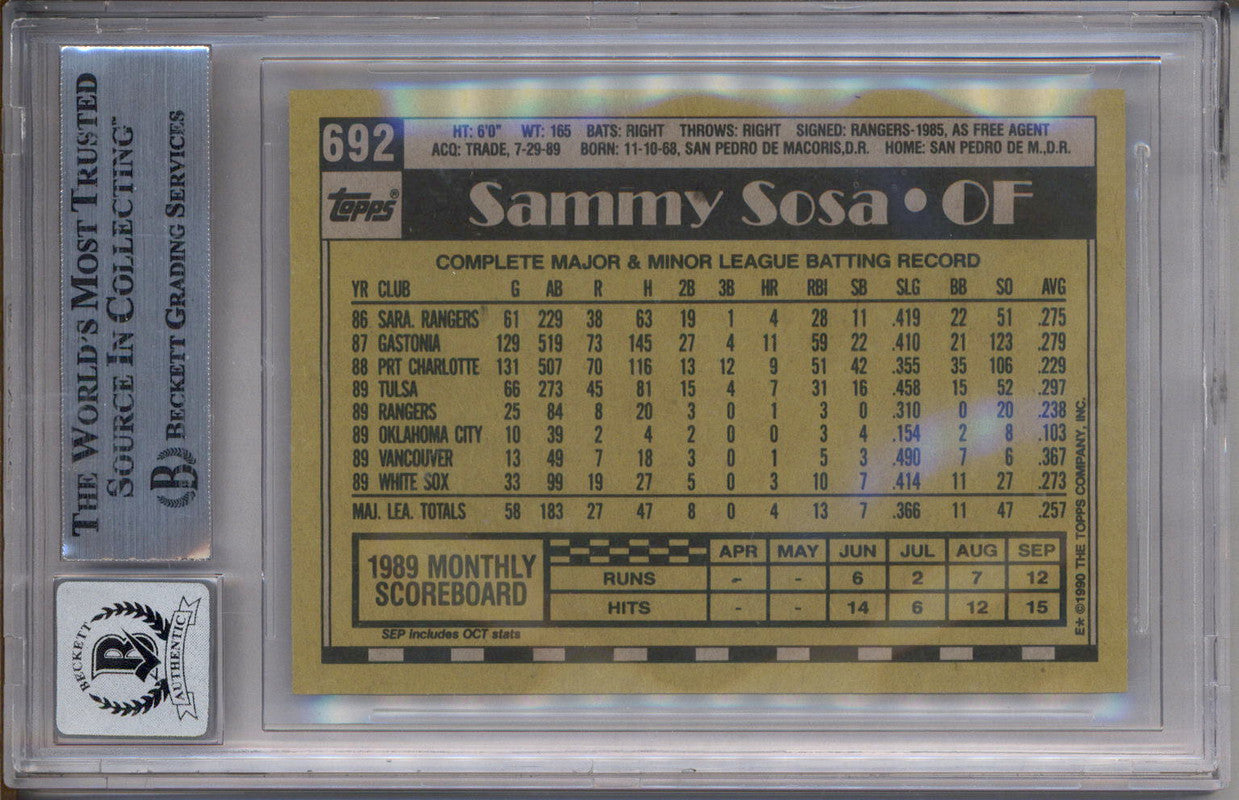 THE WORLD'S MOST TRUSTED
SOURCE IN COLLECTING™
BECKETT GRADING SERVICES
BECKETT
AUTHENTIC
692 HT: 6'0" WT: 165 BATS: RIGHT THROWS: RIGHT SIGNED: RANGERS-1985, AS FREE AGENT
ACQ: TRADE, 7-29-89 BORN: 11-10-68, SAN PEDRO DE MACORIS,D.R. HOME: SAN PEDRO DE M.,D.R.
Topps® Sammy Sosa • OF
COMPLETE MAJOR & MINOR LEAGUE BATTING RECORD
YR CLUB G AB R H 2B 3B HR RBI SB SLG BB SO AVG
86 SARA. RANGERS 61 229 38 63 19 1 4 28 11 .419 22 51 .275
87 GASTONIA 129 519 73 145 27 4 11 59 22 .410 21 123 .279
88 PRT CHARLOTTE 131 507 70 116 13 12 9 51 42 .355 35 106 .229
89 TULSA 66 273 45 81 15 4 7 31 16 .458 15 52 .297
89 RANGERS 25 84 8 20 3 0 1 3 0 .310 0 20 .238
89 OKLAHOMA CITY 10 39 2 4 2 0 0 3 4 .154 2 8 .103
89 VANCOUVER 13 49 7 18 3 0 1 5 3 .490 7 6 .367
89 WHITE SOX 33 99 19 27 5 0 3 10 7 .414 11 27 .273
MAJ. LEA. TOTALS 58 183 27 47 8 0 4 13 7 .366 11 47 .257
1989 MONTHLY
SCOREBOARD
APR MAY JUN JUL AUG SEP
RUNS - - 6 2 7 12
HITS - - 14 6 12 15
SEP includes OCT stats
E* ©1990 THE TOPPS COMPANY, INC.